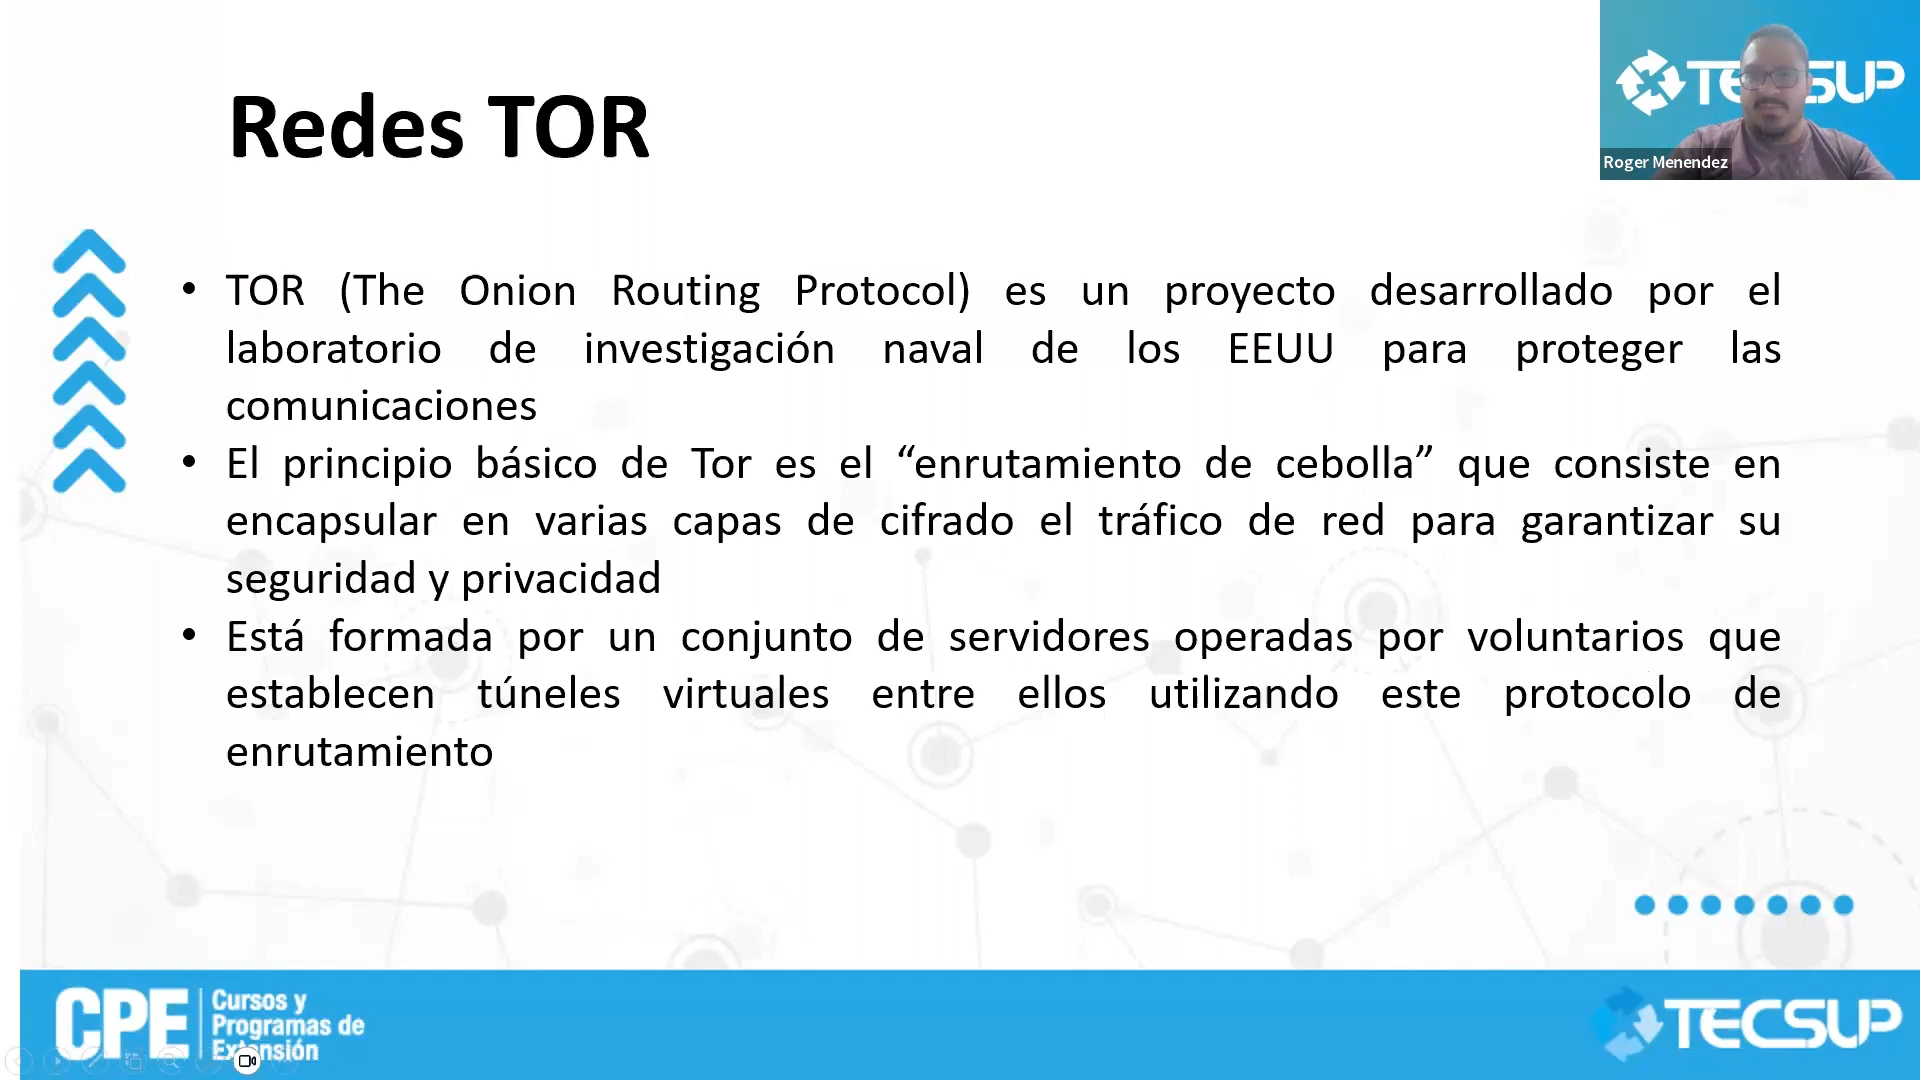 Redes TOR
TECSUP
Roger Menendez
• TOR (The Onion Routing Protocol) es un proyecto desarrollado por el
laboratorio de investigación naval de los EEUU para proteger las
comunicaciones
• El principio básico de Tor es el “enrutamiento de cebolla” que consiste en
encapsular en varias capas de cifrado el tráfico de red para garantizar su
seguridad y privacidad
• Está formada por un conjunto de servidores operadas por voluntarios que
establecen túneles virtuales entre ellos utilizando este protocolo de
enrutamiento
CPE
Cursos y
Programas de
Extensión
TECSUP